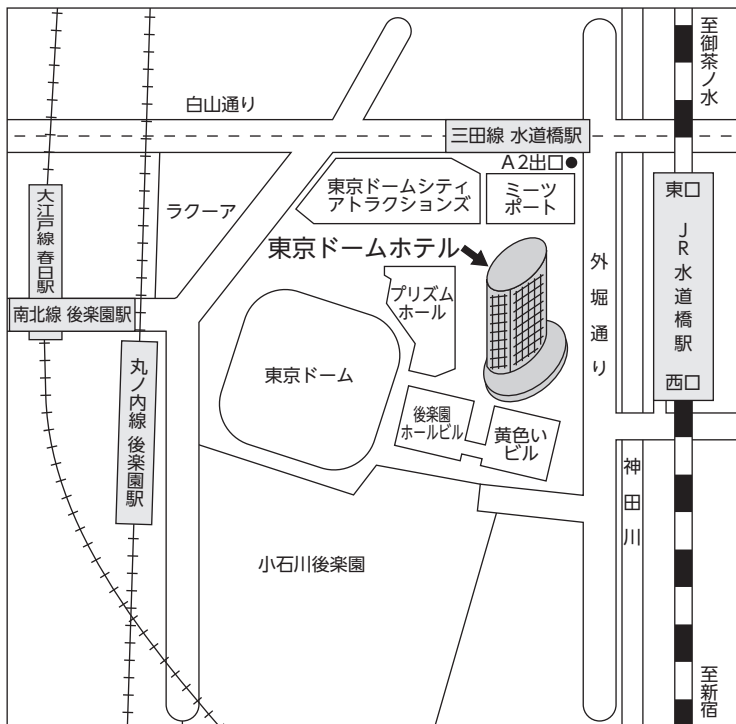 至御茶ノ水
白山通り
三田線 水道橋駅
A2出口
東京ドームシティ
アトラクションズ
ミーツ
ポート
ラクーア
大江戸線 春日駅
東口
JR水道橋駅
西口
東京ドームホテル
外堀通り
プリズム
ホール
南北線 後楽園駅
東京ドーム
丸ノ内線 後楽園駅
後楽園
ホールビル
黄色い
ビル
神田川
小石川後楽園
至新宿